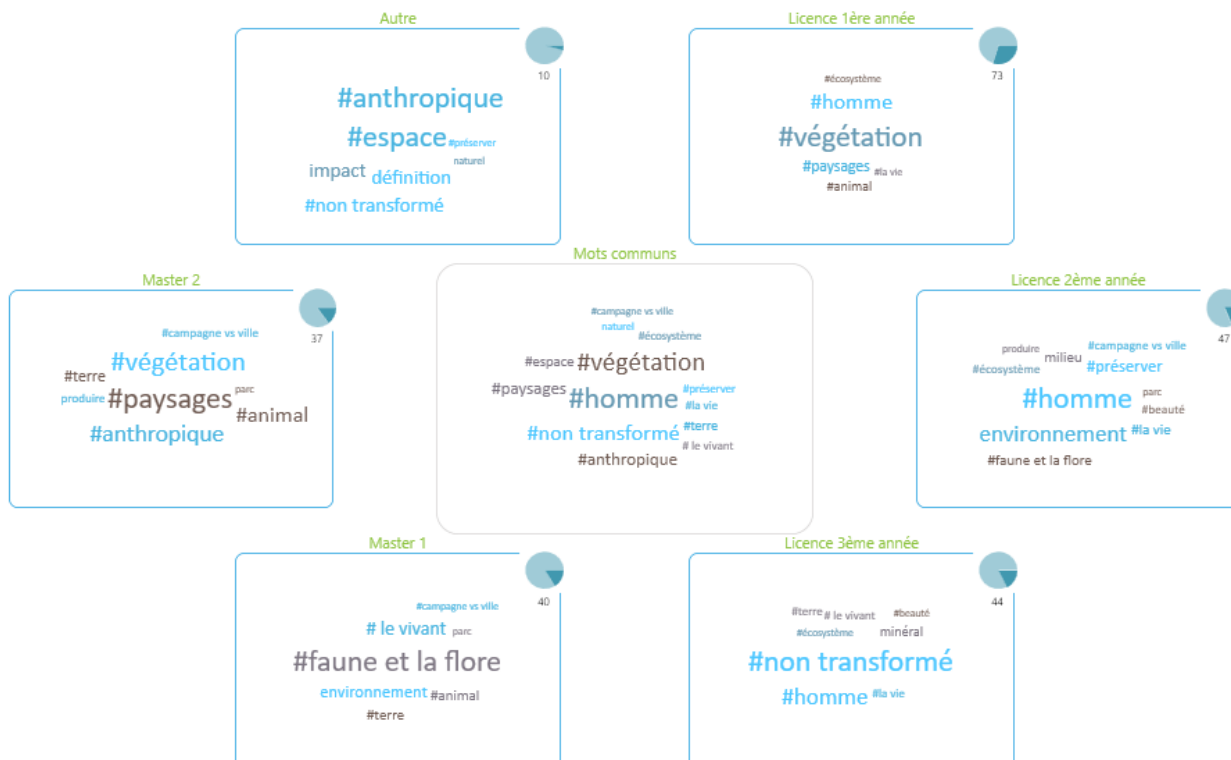 Autre
10
#anthropique
#espace #préserver
naturel
impact définition
#non transformé
Licence 1ère année
73
#écosystème
#homme
#végétation
#paysages #la vie
#animal
Master 2
37
#campagne vs ville
#végétation
#terre
produire #paysages parc
#animal
#anthropique
Mots communs
#campagne vs ville
naturel
#écosystème
#espace #végétation
#paysages #homme #préserver
#la vie
#non transformé #terre
# le vivant
#anthropique
Licence 2ème année
47
produire milieu #campagne vs ville
#écosystème #préserver
#homme parc
#beauté
environnement #la vie
#faune et la flore
Master 1
40
#campagne vs ville
# le vivant parc
#faune et la flore
environnement #animal
#terre
Licence 3ème année
44
#terre # le vivant #beauté
#écosystème minéral
#non transformé
#homme #la vie